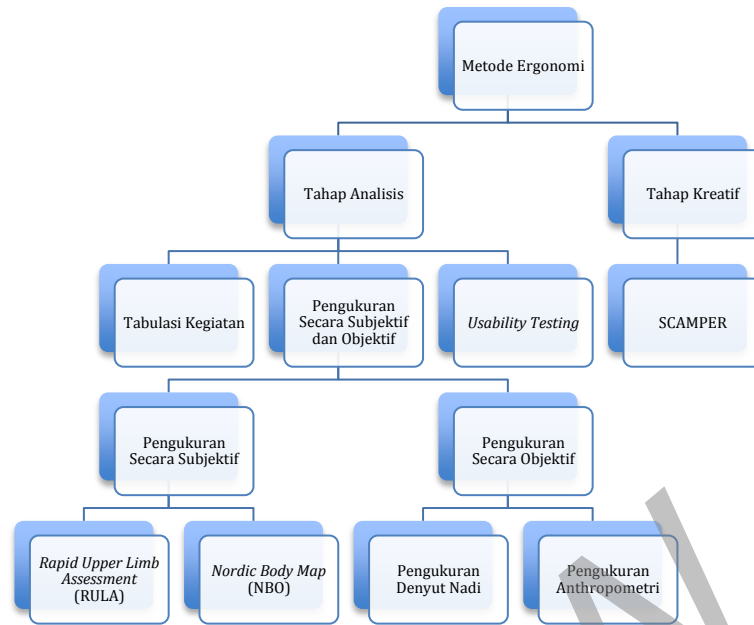 Metode Ergonomi
Tahap Analisis
Tahap Kreatif
Tabulasi Kegiatan
Pengukuran
Secara Subjektif
dan Objektif
Usability Testing
SCAMPER
Pengukuran
Secara Subjektif
Pengukuran
Secara Objektif
Rapid Upper Limb
Assessment
(RULA)
Nordic Body Map
(NBO)
Pengukuran
Denyut Nadi
Pengukuran
Anthropometri